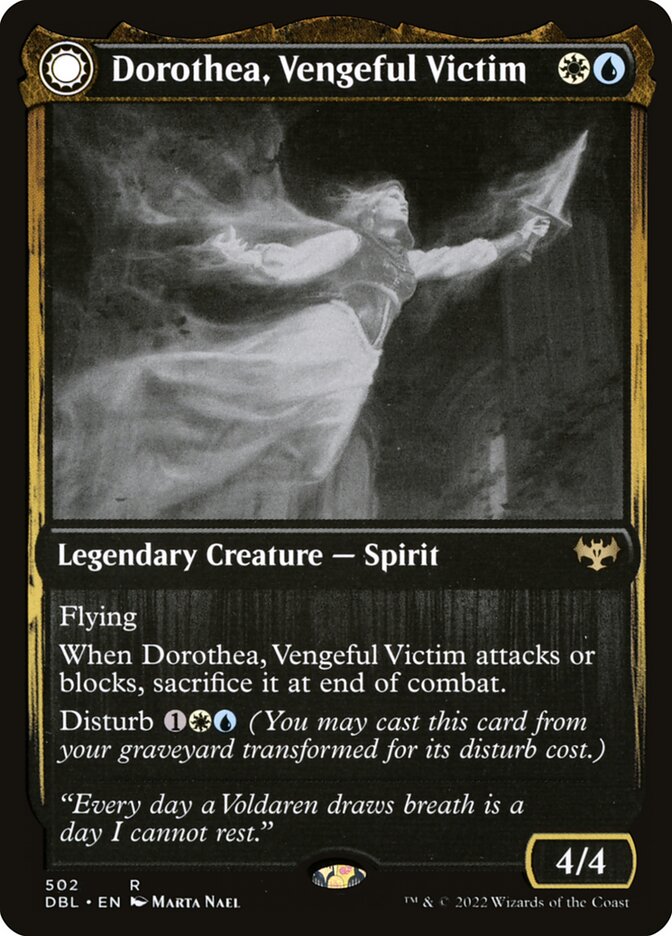 Dorothea, Vengeful Victim
Legendary Creature — Spirit
Flying
When Dorothea, Vengeful Victim attacks or
blocks, sacrifice it at end of combat.
Disturb 1 (You may cast this card from
your graveyard transformed for its disturb cost.)
“Every day a Voldaren draws breath is a
day I cannot rest.”
4/4
502 R
DBL • EN Marta Nael
™ & © 2022 Wizards of the Coast